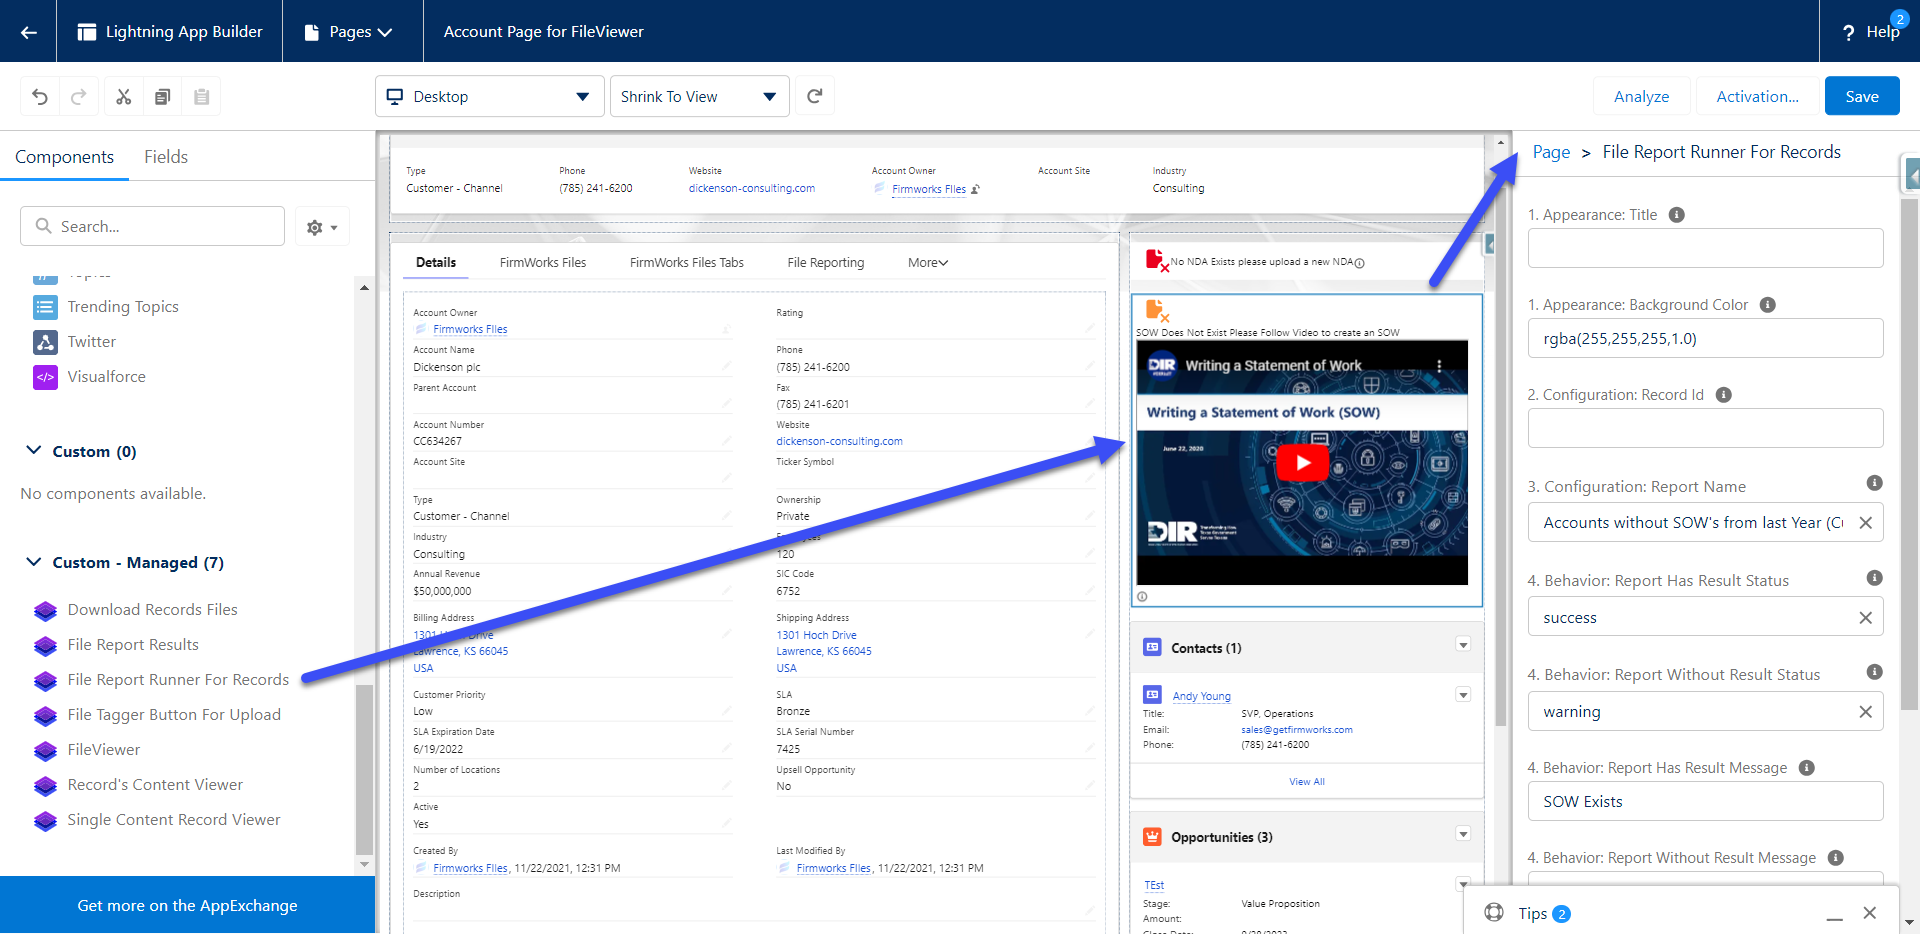 Lightning App Builder
Pages
Account Page for FileViewer
? Help
2
Desktop
Shrink To View
Analyze
Activation...
Save
Components
Fields
Search...
Topics
Trending Topics
Twitter
Visualforce
Custom (0)
No components available.
Custom - Managed (7)
Download Records Files
File Report Results
File Report Runner For Records
File Tagger Button For Upload
FileViewer
Record's Content Viewer
Single Content Record Viewer
Get more on the AppExchange
Type
Customer - Channel
Phone
(785) 241-6200
Website
dickenson-consulting.com
Account Owner
Firmworks FIles
Account Site
Industry
Consulting
Details
FirmWorks Files
FirmWorks Files Tabs
File Reporting
More
Account Owner
Firmworks FIles
Rating
Account Name
Dickenson plc
Phone
(785) 241-6200
Parent Account
Fax
(785) 241-6201
Account Number
CC634267
Website
dickenson-consulting.com
Account Site
Ticker Symbol
Type
Customer - Channel
Ownership
Private
Industry
Consulting
Employees
120
Annual Revenue
$50,000,000
SIC Code
6752
Billing Address
1301 Hoch Drive
Lawrence, KS 66045
USA
Shipping Address
1301 Hoch Drive
Lawrence, KS 66045
USA
Customer Priority
Low
SLA
Bronze
SLA Expiration Date
6/19/2022
SLA Serial Number
7425
Number of Locations
2
Upsell Opportunity
No
Active
Yes
Created By
Firmworks FIles, 11/22/2021, 12:31 PM
Last Modified By
Firmworks FIles, 11/22/2021, 12:31 PM
Description
No NDA Exists please upload a new NDA
SOW Does Not Exist Please Follow Video to create an SOW
DIR
Writing a Statement of Work
Writing a Statement of Work (SOW)
June 22, 2020
DIR
Contacts (1)
Andy Young
Title: SVP, Operations
Email: sales@getfirmworks.com
Phone: (785) 241-6200
View All
Opportunities (3)
TEst
Stage: Value Proposition
Amount:
Page > File Report Runner For Records
1. Appearance: Title
1. Appearance: Background Color
rgba(255,255,255,1.0)
2. Configuration: Record Id
3. Configuration: Report Name
Accounts without SOW's from last Year (Cu
4. Behavior: Report Has Result Status
success
4. Behavior: Report Without Result Status
warning
4. Behavior: Report Has Result Message
SOW Exists
4. Behavior: Report Without Result Message
Tips 2